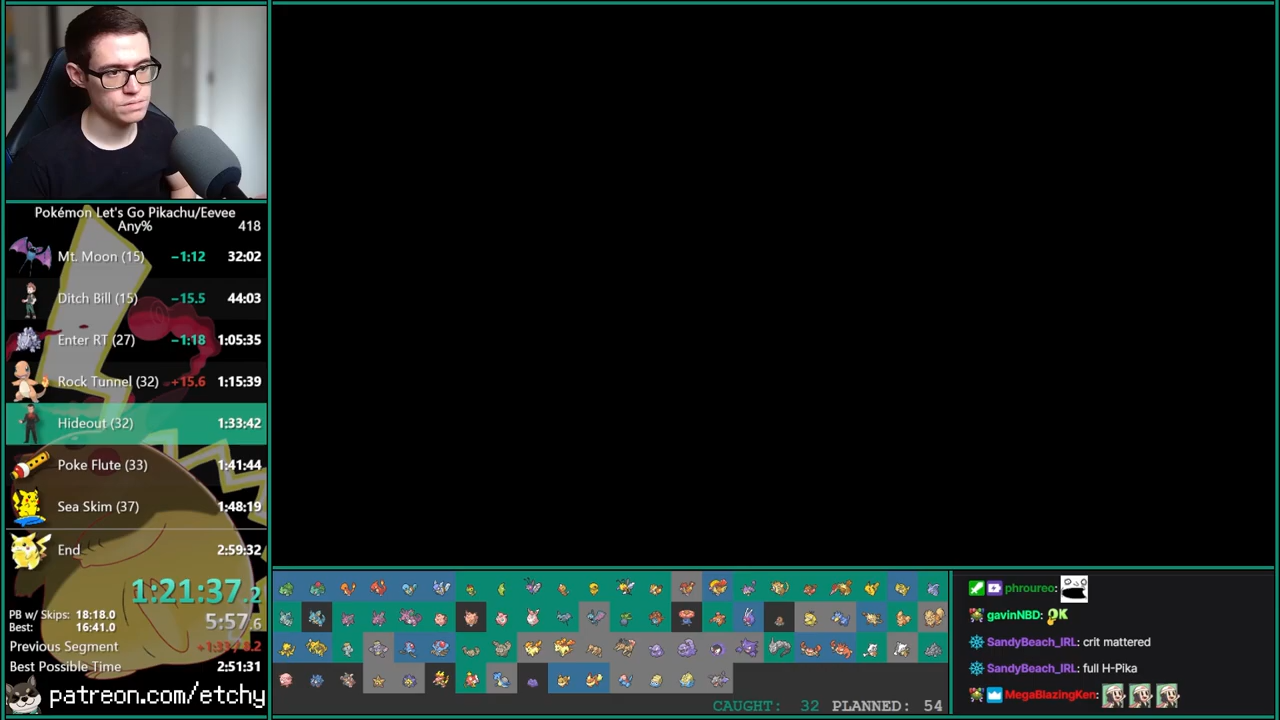 Pokémon Let's Go Pikachu/Eevee
Any% 418
Mt. Moon (15) −1:12 32:02
Ditch Bill (15) −15.5 44:03
Enter RT (27) −1:18 1:05:35
Rock Tunnel (32) +15.6 1:15:39
Hideout (32) 1:33:42
Poke Flute (33) 1:41:44
Sea Skim (37) 1:48:19
End 2:59:32
1:21:37.2
PB w/ Skips: 18:18.0
Best: 16:41.0 5:57.6
Previous Segment
Best Possible Time 2:51:31
patreon.com/etchy
CAUGHT: 32 PLANNED: 54
phroureo:
gavinNBD: OK
SandyBeach_IRL: crit mattered
SandyBeach_IRL: full H-Pika
MegaBlazingKen: